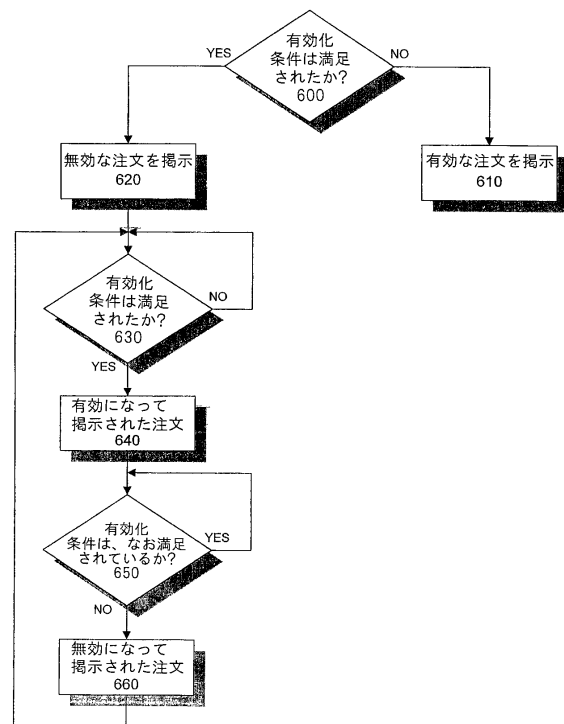 有効化
条件は満足
されたか?
600
YES
NO
無効な注文を掲示
620
有効な注文を掲示
610
有効化
条件は満足
されたか?
630
NO
YES
有効になって
掲示された注文
640
有効化
条件は、なお満足
されているか?
650
YES
NO
無効になって
掲示された注文
660